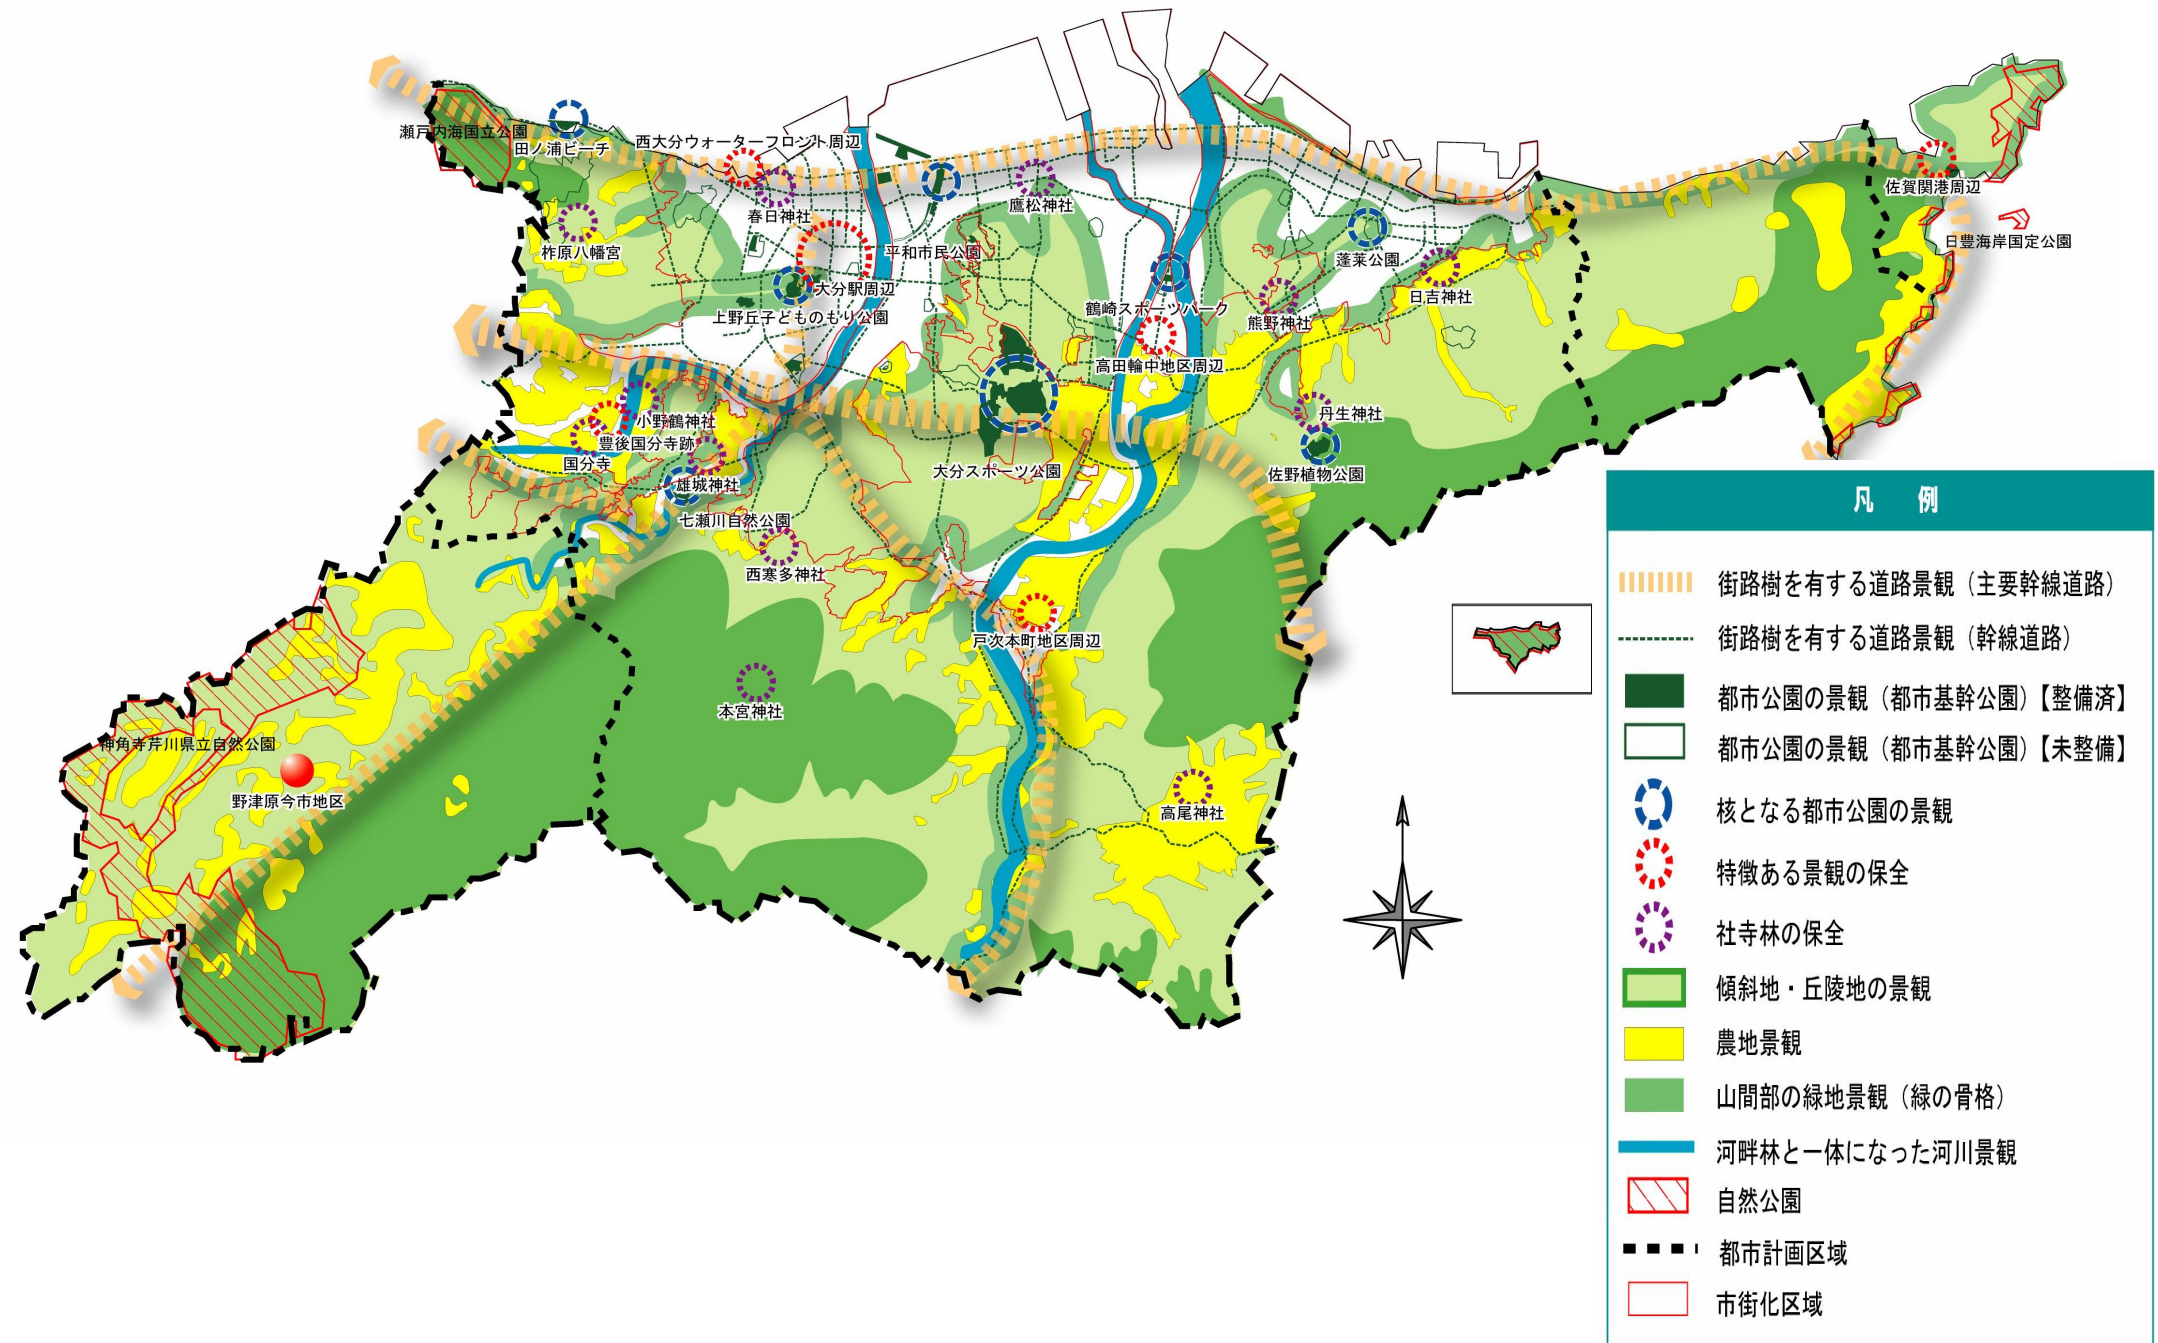 瀬戸内海国立公園
田ノ浦ビーチ
西大分ウォーターフロント周辺
春日神社
柞原八幡宮
平和市民公園
鷹松神社
大分駅周辺
上野丘子どものもり公園
鶴崎スポーツパーク
高田輪中地区周辺
熊野神社
蓬莱公園
日吉神社
佐賀関港周辺
日豊海岸国定公園
小野鶴神社
豊後国分寺跡
国分寺
雄城神社
七瀬川自然公園
西寒多神社
大分スポーツ公園
丹生神社
佐野植物公園
戸次本町地区周辺
本宮神社
高尾神社
神角寺芹川県立自然公園
野津原今市地区
凡 例
街路樹を有する道路景観（主要幹線道路）
街路樹を有する道路景観（幹線道路）
都市公園の景観（都市基幹公園）【整備済】
都市公園の景観（都市基幹公園）【未整備】
核となる都市公園の景観
特徴ある景観の保全
社寺林の保全
傾斜地・丘陵地の景観
農地景観
山間部の緑地景観（緑の骨格）
河畔林と一体になった河川景観
自然公園
都市計画区域
市街化区域